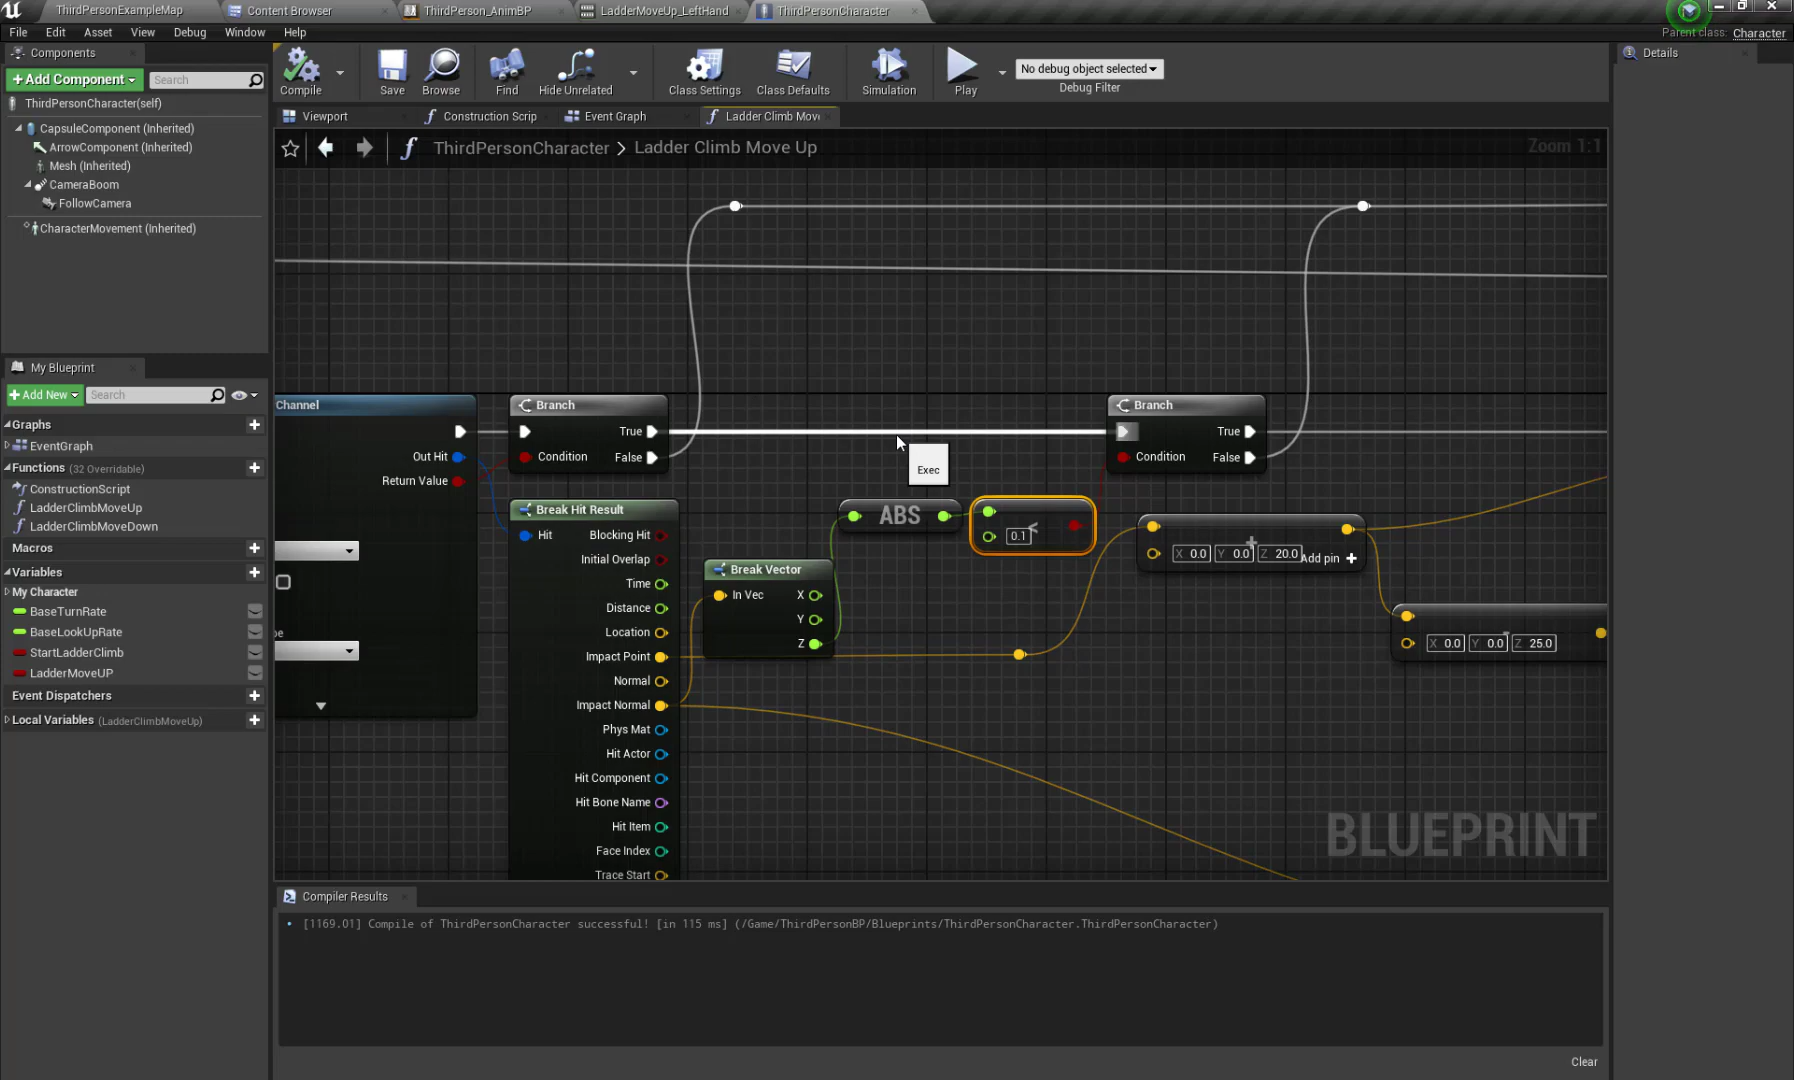 ThirdPersonExampleMap
Content Browser
ThirdPerson_AnimBP
LadderMoveUp_LeftHand
ThirdPersonCharacter
File Edit Asset View Debug Window Help
Parent class: Character
Components
+Add Component
Search
ThirdPersonCharacter(self)
CapsuleComponent (Inherited)
ArrowComponent (Inherited)
Mesh (Inherited)
CameraBoom
FollowCamera
CharacterMovement (Inherited)
Compile
Save
Browse
Find
Hide Unrelated
Class Settings
Class Defaults
Simulation
Play
No debug object selected
Debug Filter
Details
Viewport
Construction Scrip
Event Graph
Ladder Climb Mov
ThirdPersonCharacter > Ladder Climb Move Up
Zoom 1:1
My Blueprint
+Add New
Search
Graphs
EventGraph
Functions (32 Overridable)
ConstructionScript
LadderClimbMoveUp
LadderClimbMoveDown
Macros
Variables
My Character
BaseTurnRate
BaseLookUpRate
StartLadderClimb
LadderMoveUP
Event Dispatchers
Local Variables (LadderClimbMoveUp)
Channel
Out Hit
Return Value
pe
Branch
True
Condition
False
Exec
Branch
True
Condition
False
Break Hit Result
Hit
Blocking Hit
Initial Overlap
Time
Distance
Location
Impact Point
Normal
Impact Normal
Phys Mat
Hit Actor
Hit Component
Hit Bone Name
Hit Item
Face Index
Trace Start
Break Vector
In Vec
X
Y
Z
ABS
<
0.1
+
X 0.0 Y 0.0 Z 20.0
Add pin +
-
X 0.0 Y 0.0 Z 25.0
BLUEPRINT
Compiler Results
[1169.01] Compile of ThirdPersonCharacter successful! [in 115 ms] (/Game/ThirdPersonBP/Blueprints/ThirdPersonCharacter.ThirdPersonCharacter)
Clear